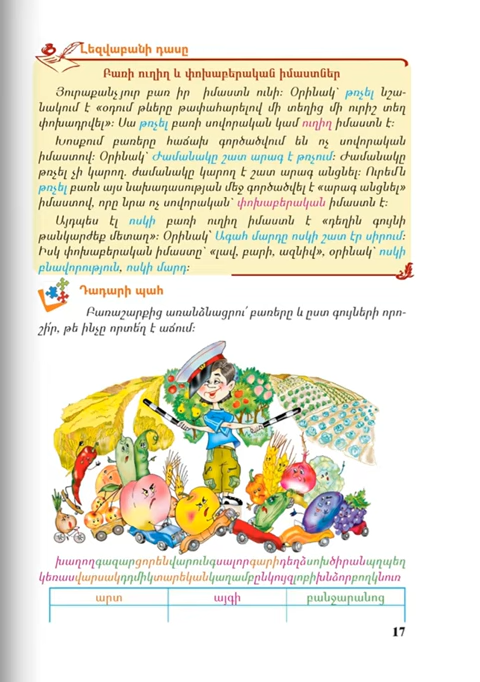 Լեզվաբանի դասը
Բառի ուղիղ և փոխաբերական իմաստներ
Յուրաքանչյուր բառ իր իմաստն ունի: Օրինակ՝ թռչել նշա-
նակում է «օդում թևերը թափահարելով մի տեղից մի ուրիշ տեղ
փոխադրվել»: Սա թռչել բառի սովորական կամ ուղիղ իմաստն է:
Խոսքում բառերը հաճախ գործածվում են ոչ սովորական
իմաստով: Օրինակ՝ Ժամանակը շատ արագ է թռչում: Ժամանակը
թռչել չի կարող. ժամանակը կարող է շատ արագ անցնել: Ուրեմն
թռչել բառն այս նախադասության մեջ գործածվել է «արագ անցնել»
իմաստով, որը նրա ոչ սովորական՝ փոխաբերական իմաստն է:
Այդպես էլ ոսկի բառի ուղիղ իմաստն է «դեղին գույնի
թանկարժեք մետաղ»: Օրինակ՝ Ագահ մարդը ոսկի շատ էր սիրում:
Իսկ փոխաբերական իմաստը՝ «լավ, բարի, ազնիվ», օրինակ՝ ոսկի
բնավորություն, ոսկի մարդ:
Դադարի պահ
Բառաշարքից առանձնացրո՛ւ բառերը և ըստ գույների որո-
շի՛ր, թե ինչը որտե՛ղ է աճում:
խաղողգազարցորենվարունգսալորգարիդեղձսոխծիրանպղպեղ
կեռասվարսակդդմիկտարեկանկաղամբընկույզլոբիխնձորբողկնուռ
արտ այգի բանջարանոց
17